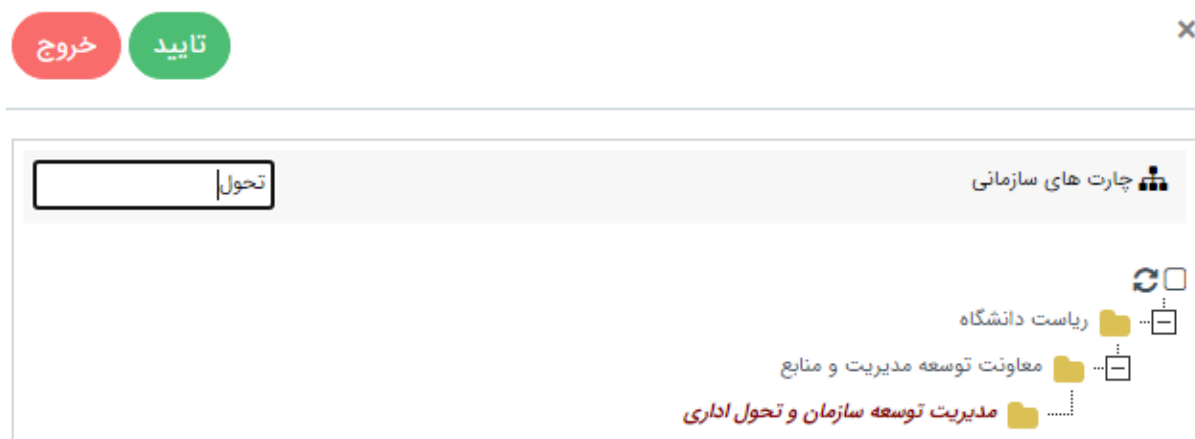 تایید
خروج
چارت های سازمانی
تحول
ریاست دانشگاه
معاونت توسعه مدیریت و منابع
مدیریت توسعه سازمان و تحول اداری